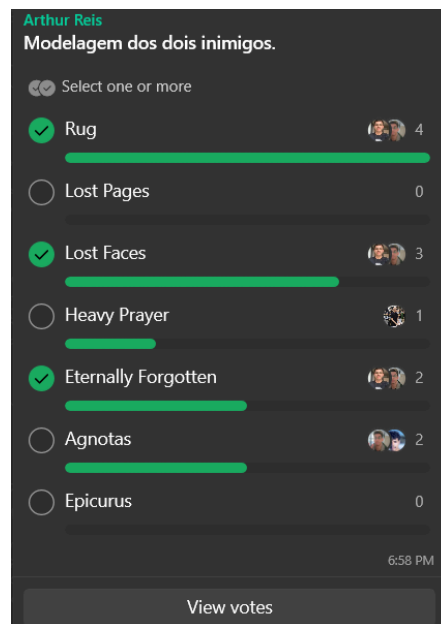 Arthur Reis
Modelagem dos dois inimigos.
Select one or more
Rug 4
Lost Pages 0
Lost Faces 3
Heavy Prayer 1
Eternally Forgotten 2
Agnotas 2
Epicurus 0
6:58 PM
View votes